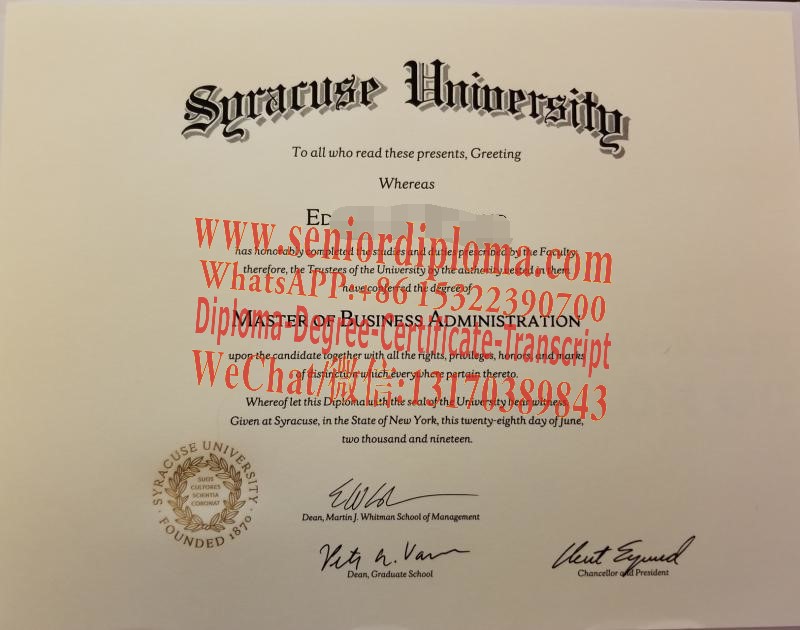 Syracuse University
To all who read these presents, Greeting
Whereas
ED
www.seniordiploma.com
has honorably completed the studies and duties prescribed by the Faculty,
therefore, the Trustees of the University by the authority vested in them
WhatsAPP:+86 15322390700
have conferred the degree of
MASTER OF BUSINESS ADMINISTRATION
Diploma-Degree-Certificate-Transcript
upon the candidate together with all the rights, privileges, honors, and marks
of distinction which everywhere pertain thereto.
WeChat/微信:13170389843
Whereof let this Diploma with the seal of the University bear witness.
Given at Syracuse, in the State of New York, this twenty-eighth day of June,
two thousand and nineteen.
SYRACUSE UNIVERSITY
SUOS
CULTORES
SCIENTIA
CORONAT
FOUNDED 1870
Dean, Martin J. Whitman School of Management
Dean, Graduate School
Chancellor and President